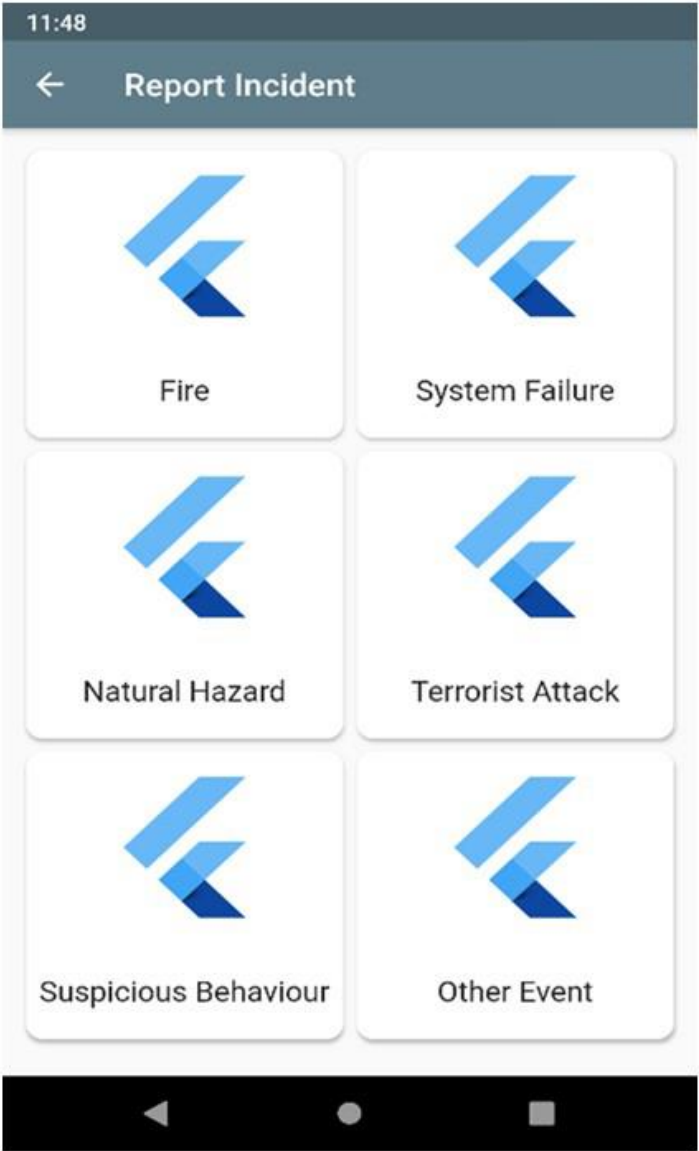 11:48
Report Incident
Fire
System Failure
Natural Hazard
Terrorist Attack
Suspicious Behaviour
Other Event